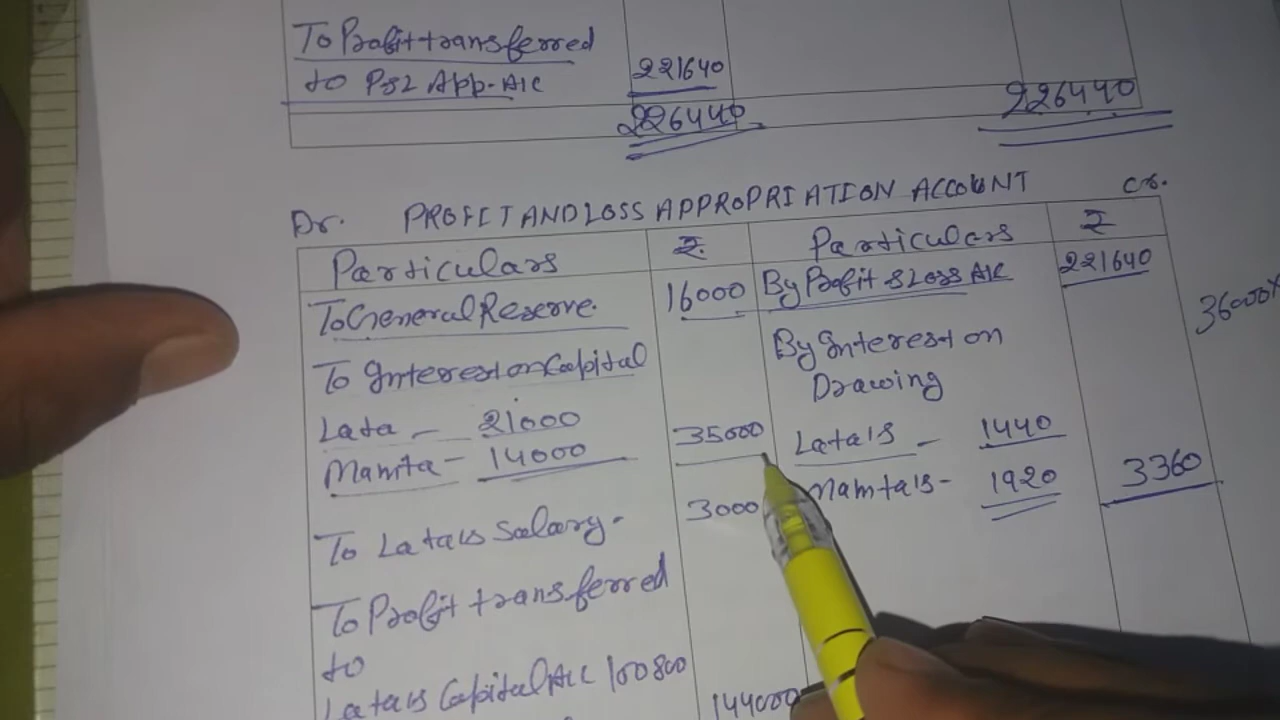 To Profit transferred
to P&L App. A/C 221640
226440 226440
Dr. PROFIT AND LOSS APPROPRIATION ACCOUNT Cr.
Particulars ₹ Particulars ₹
To General Reserve. 16000 By Profit & Loss A/C 221640
36000x
To Interest on Capital By Interest on
Drawing
Lata - 21000 35000 Lata's - 1440
Mamta - 14000 Mamta's - 1920 3360
To Lata's Salary. 3000
To Profit transferred
to
Lata's Capital A/C 100800
144000